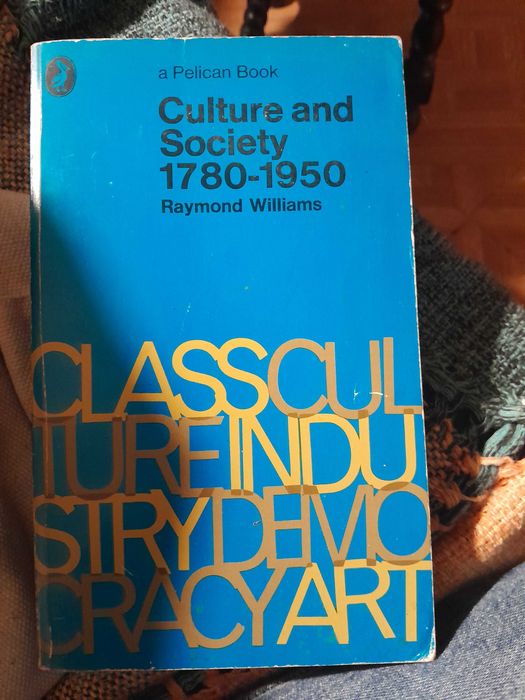 a Pelican Book
Culture and
Society
1780-1950
Raymond Williams
CLASSCUL
TUREINDU
STRYDEMO
CRACYART